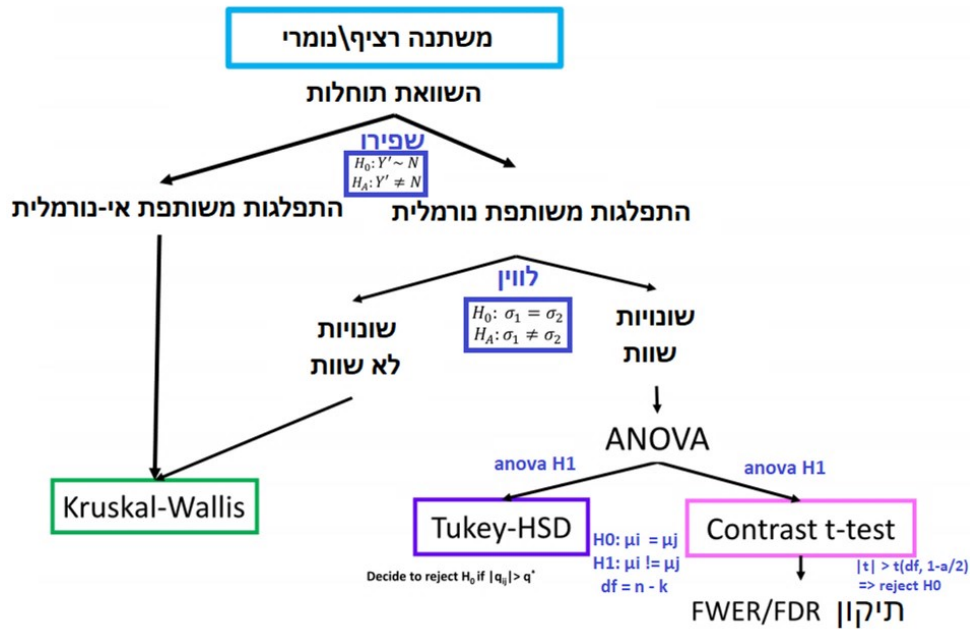 משתנה רציף\נומרי
השוואת תוחלות
שפירו
H₀: Y′ ~ N
H_A: Y′ ≠ N
התפלגות משותפת אי-נורמלית
התפלגות משותפת נורמלית
לווין
H₀: σ₁ = σ₂
H_A: σ₁ ≠ σ₂
שונויות
לא שוות
שונויות
שוות
ANOVA
anova H1
anova H1
Kruskal-Wallis
Tukey-HSD
Decide to reject H₀ if |qᵢⱼ|> q*
H0: μi = μj
H1: μi != μj
df = n - k
Contrast t-test
|t| > t(df, 1-a/2)
=> reject H0
תיקון FWER/FDR